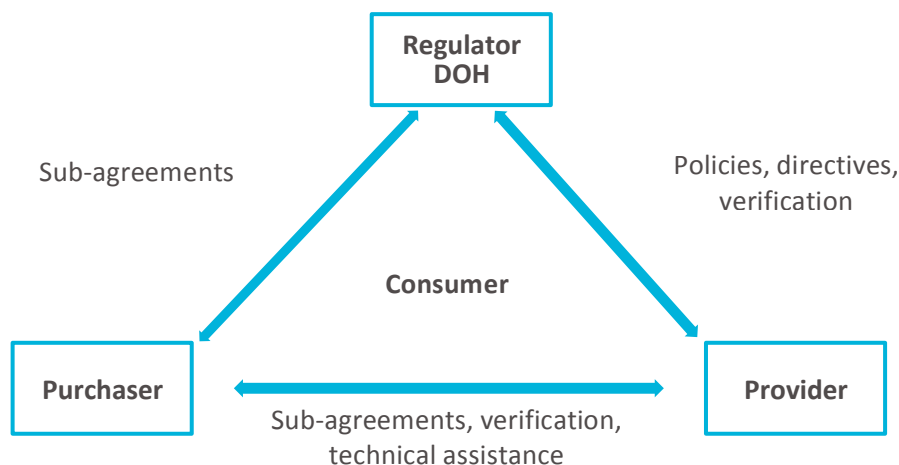 Regulator
DOH
Sub-agreements
Policies, directives,
verification
Consumer
Purchaser
Provider
Sub-agreements, verification,
technical assistance